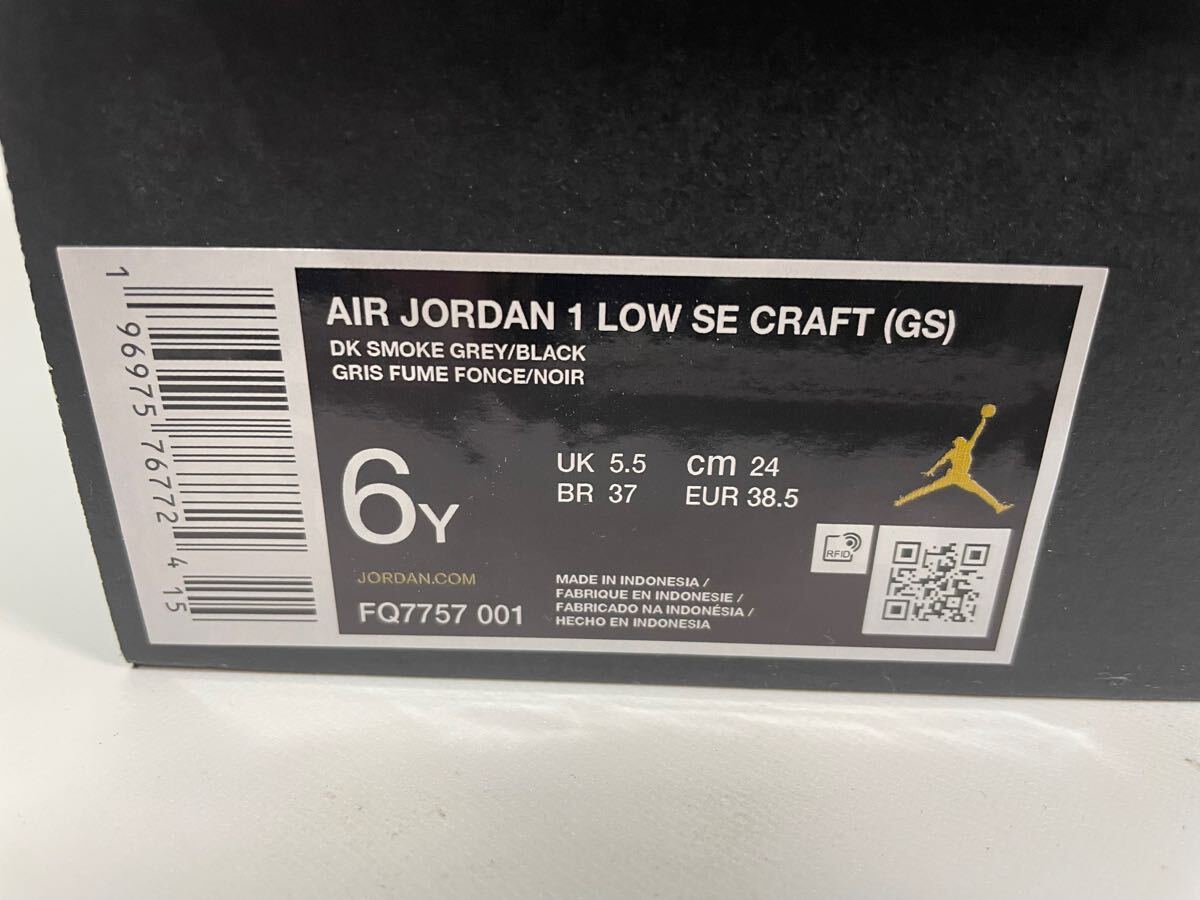 AIR JORDAN 1 LOW SE CRAFT (GS)
DK SMOKE GREY/BLACK
GRIS FUME FONCE/NOIR
6Y
UK 5.5 cm 24
BR 37 EUR 38.5
JORDAN.COM
FQ7757 001
MADE IN INDONESIA /
FABRIQUE EN INDONESIE /
FABRICADO NA INDONÉSIA /
HECHO EN INDONESIA
RFID
1 96975 76772 4 15